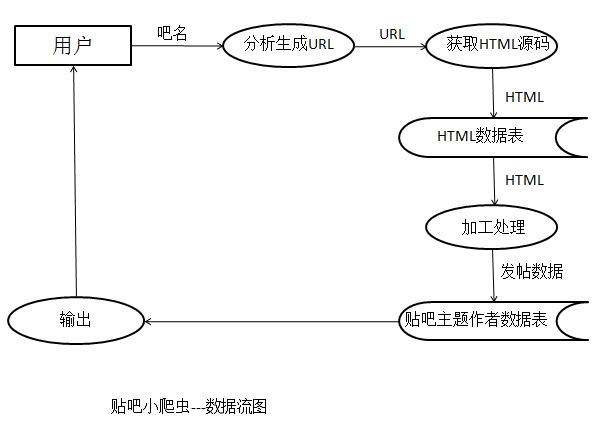 用户
吧名
分析生成URL
URL
获取HTML源码
HTML
HTML数据表
HTML
加工处理
发帖数据
贴吧主题作者数据表
输出
贴吧小爬虫---数据流图